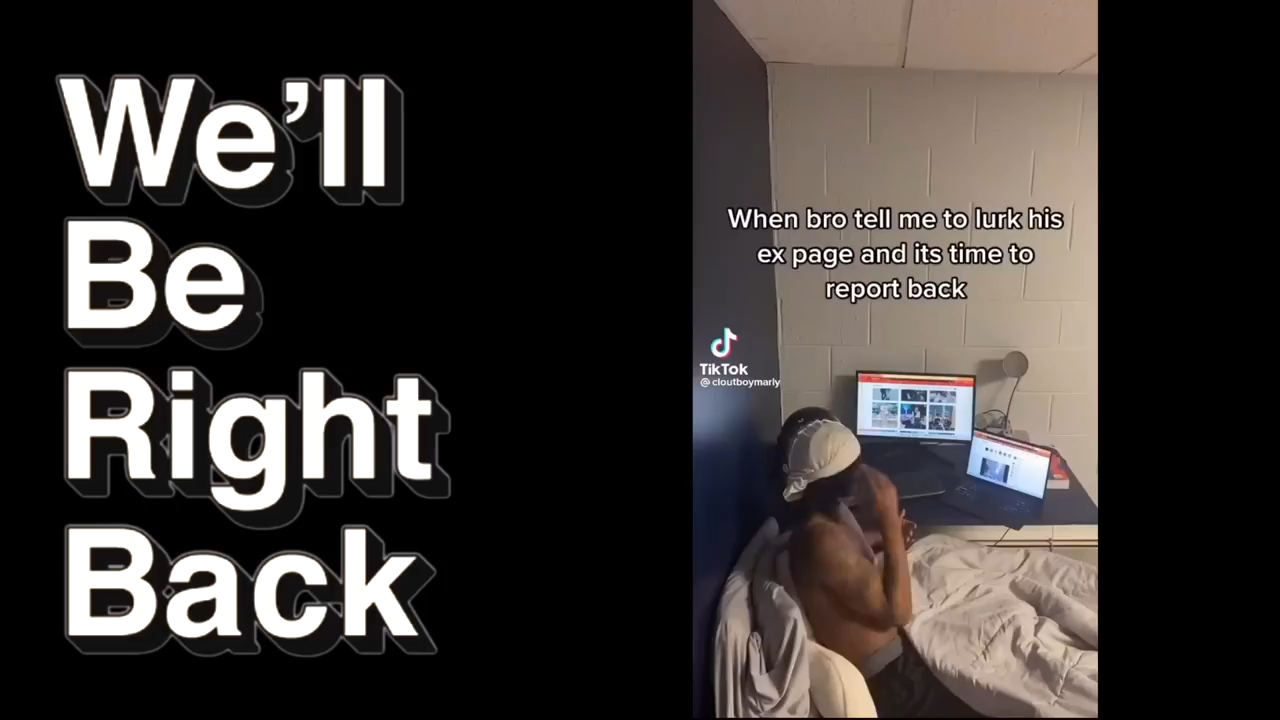 We'll
Be
Right
Back
When bro tell me to lurk his
ex page and its time to
report back
TikTok
@ cloutboymarly